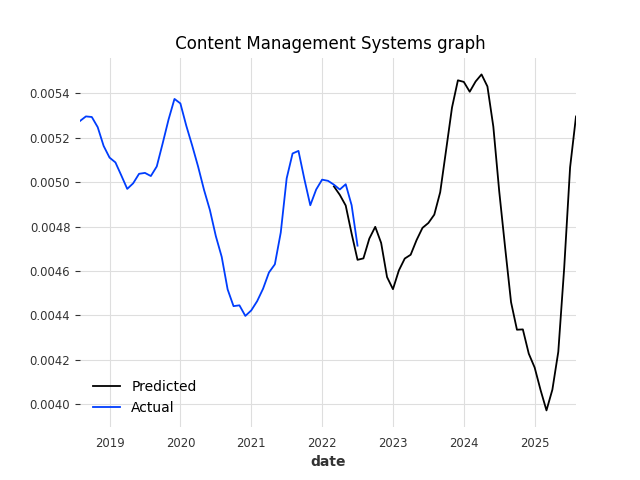 Content Management Systems graph
0.0054
0.0052
0.0050
0.0048
0.0046
0.0044
0.0042
0.0040
Predicted
Actual
2019 2020 2021 2022 2023 2024 2025
date